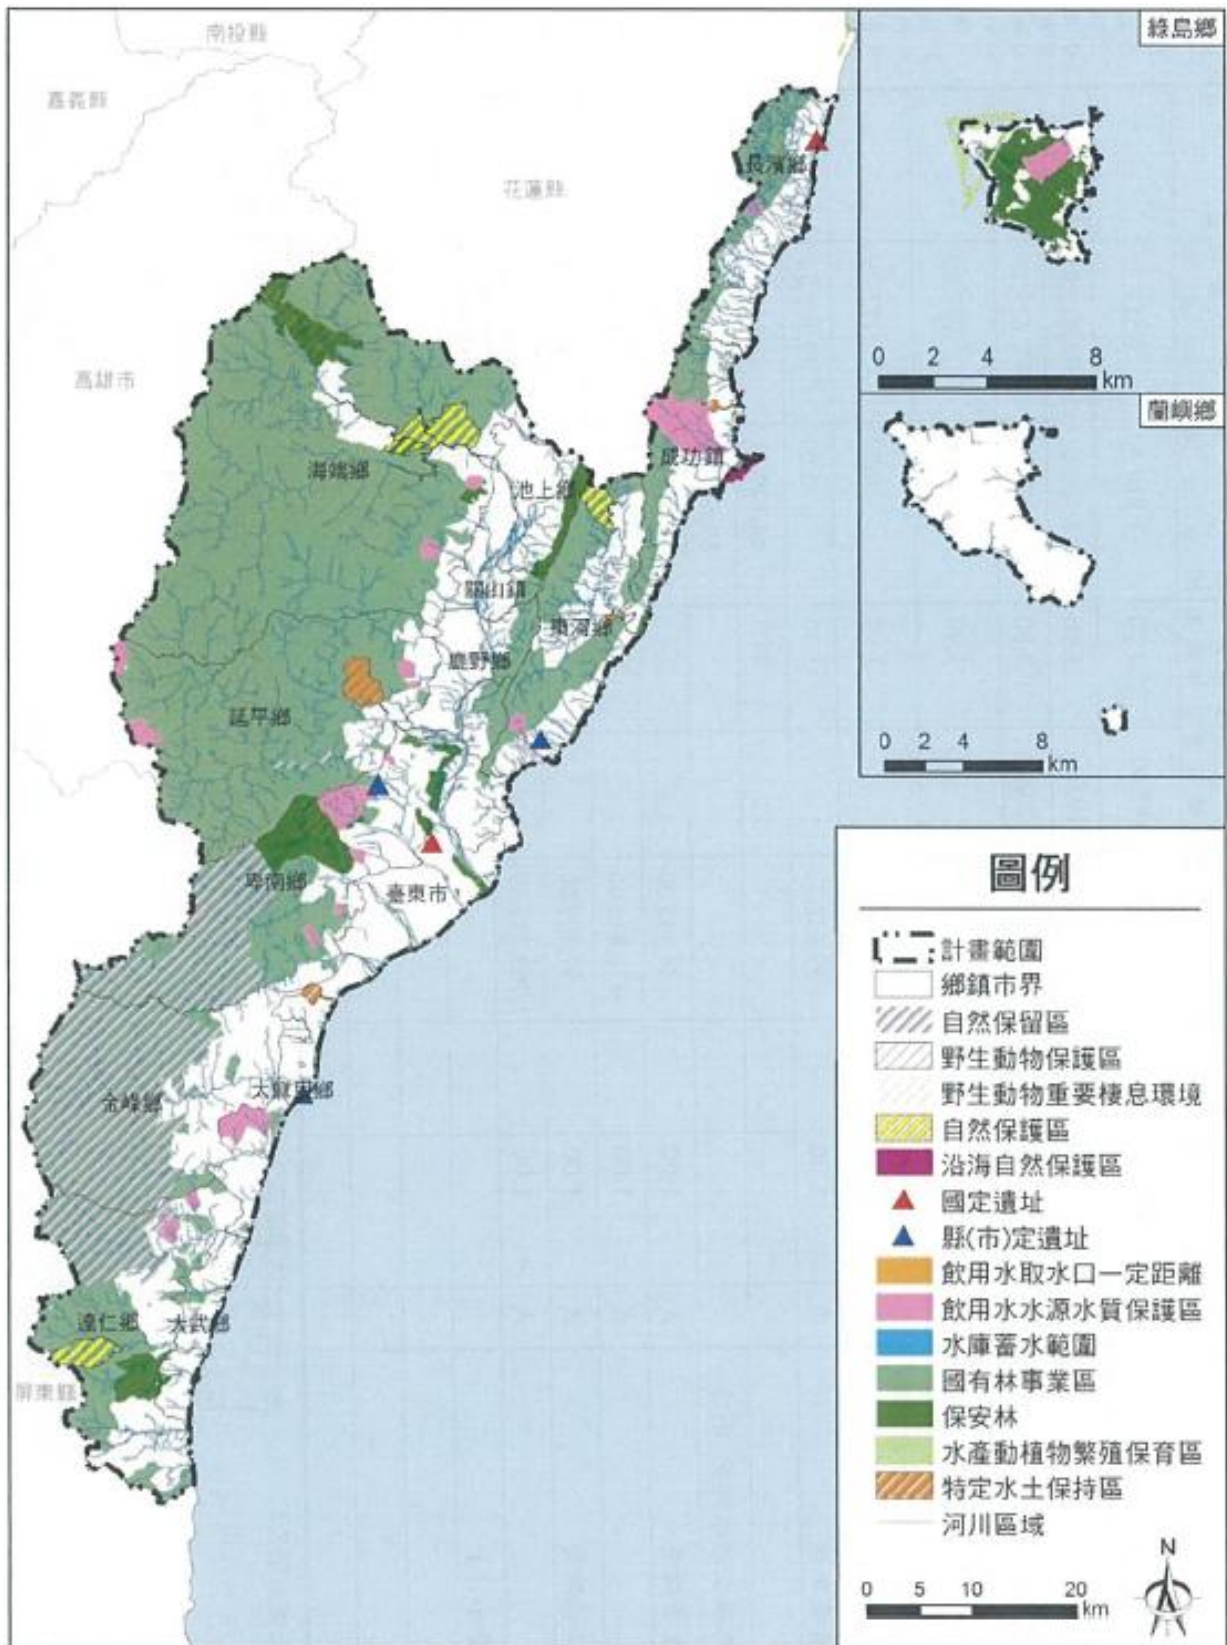 南投縣
嘉義縣
花蓮縣
高雄市
屏東縣
長濱鄉
成功鎮
海端鄉
池上鄉
關山鎮
東河鄉
鹿野鄉
延平鄉
卑南鄉
臺東市
太麻里鄉
金峰鄉
達仁鄉
大武鄉
綠島鄉
0 2 4 8
km
蘭嶼鄉
0 2 4 8
km
圖例
計畫範圍
鄉鎮市界
自然保留區
野生動物保護區
野生動物重要棲息環境
自然保護區
沿海自然保護區
國定遺址
縣(市)定遺址
飲用水取水口一定距離
飲用水水源水質保護區
水庫蓄水範圍
國有林事業區
保安林
水產動植物繁殖保育區
特定水土保持區
河川區域
N
0 5 10 20
km